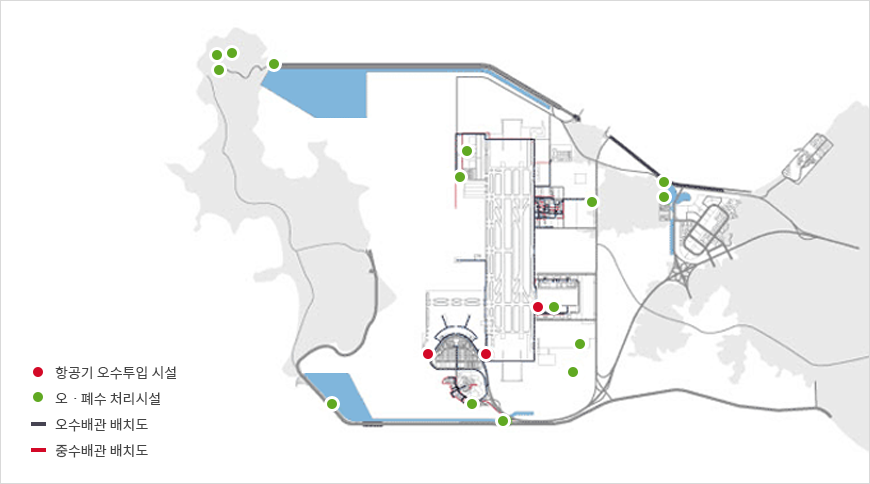 항공기 오수투입 시설
오 · 폐수 처리시설
오수배관 배치도
중수배관 배치도